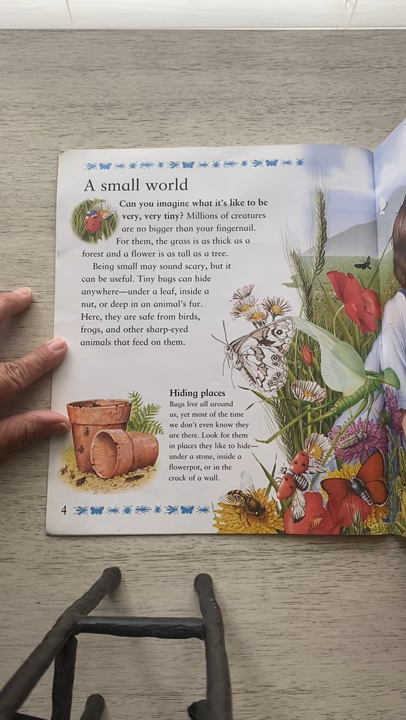 A small world
Can you imagine what it's like to be
very, very tiny? Millions of creatures
are no bigger than your fingernail.
For them, the grass is as thick as a
forest and a flower is as tall as a tree.
Being small may sound scary, but it
can be useful. Tiny bugs can hide
anywhere—under a leaf, inside a
nut, or deep in an animal's fur.
Here, they are safe from birds,
frogs, and other sharp-eyed
animals that feed on them.
Hiding places
Bugs live all around
us, yet most of the time
we don't even know they
are there. Look for them
in places they like to hide—
under a stone, inside a
flowerpot, or in the
crack of a wall.
4